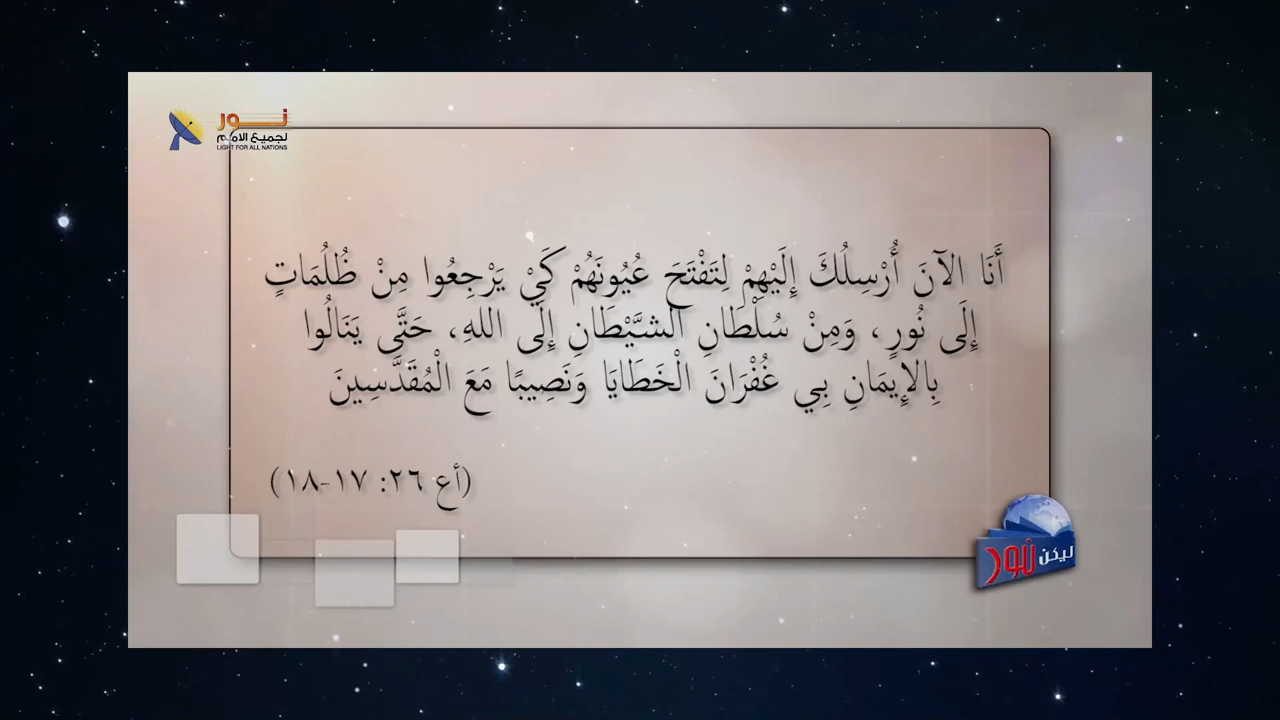 نور
لجميع الامم
LIGHT FOR ALL NATIONS
أَنَا الآنَ أُرْسِلُكَ إِلَيْهِمْ لِتَفْتَحَ عُيُونَهُمْ كَيْ يَرْجِعُوا مِنْ ظُلُمَاتٍ
إِلَى نُورٍ، وَمِنْ سُلْطَانِ الشَّيْطَانِ إِلَى اللهِ، حَتَّى يَنَالُوا
بِالإِيمَانِ بِي غُفْرَانَ الْخَطَايَا وَنَصِيبًا مَعَ الْمُقَدَّسِينَ
(أع ٢٦: ١٧-١٨)
ليكن نور